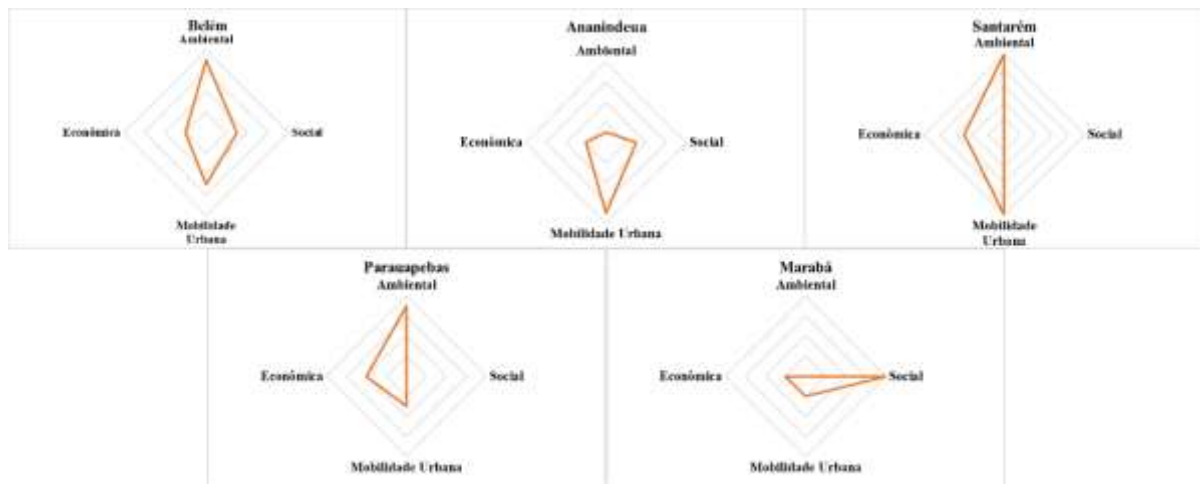 Belém
Ambiental
Econômica
Social
Mobilidade
Urbana
Ananindeua
Ambiental
Econômica
Social
Mobilidade Urbana
Santarém
Ambiental
Econômica
Social
Mobilidade
Urbana
Parauapebas
Ambiental
Econômica
Social
Mobilidade Urbana
Marabá
Ambiental
Econômica
Social
Mobilidade Urbana